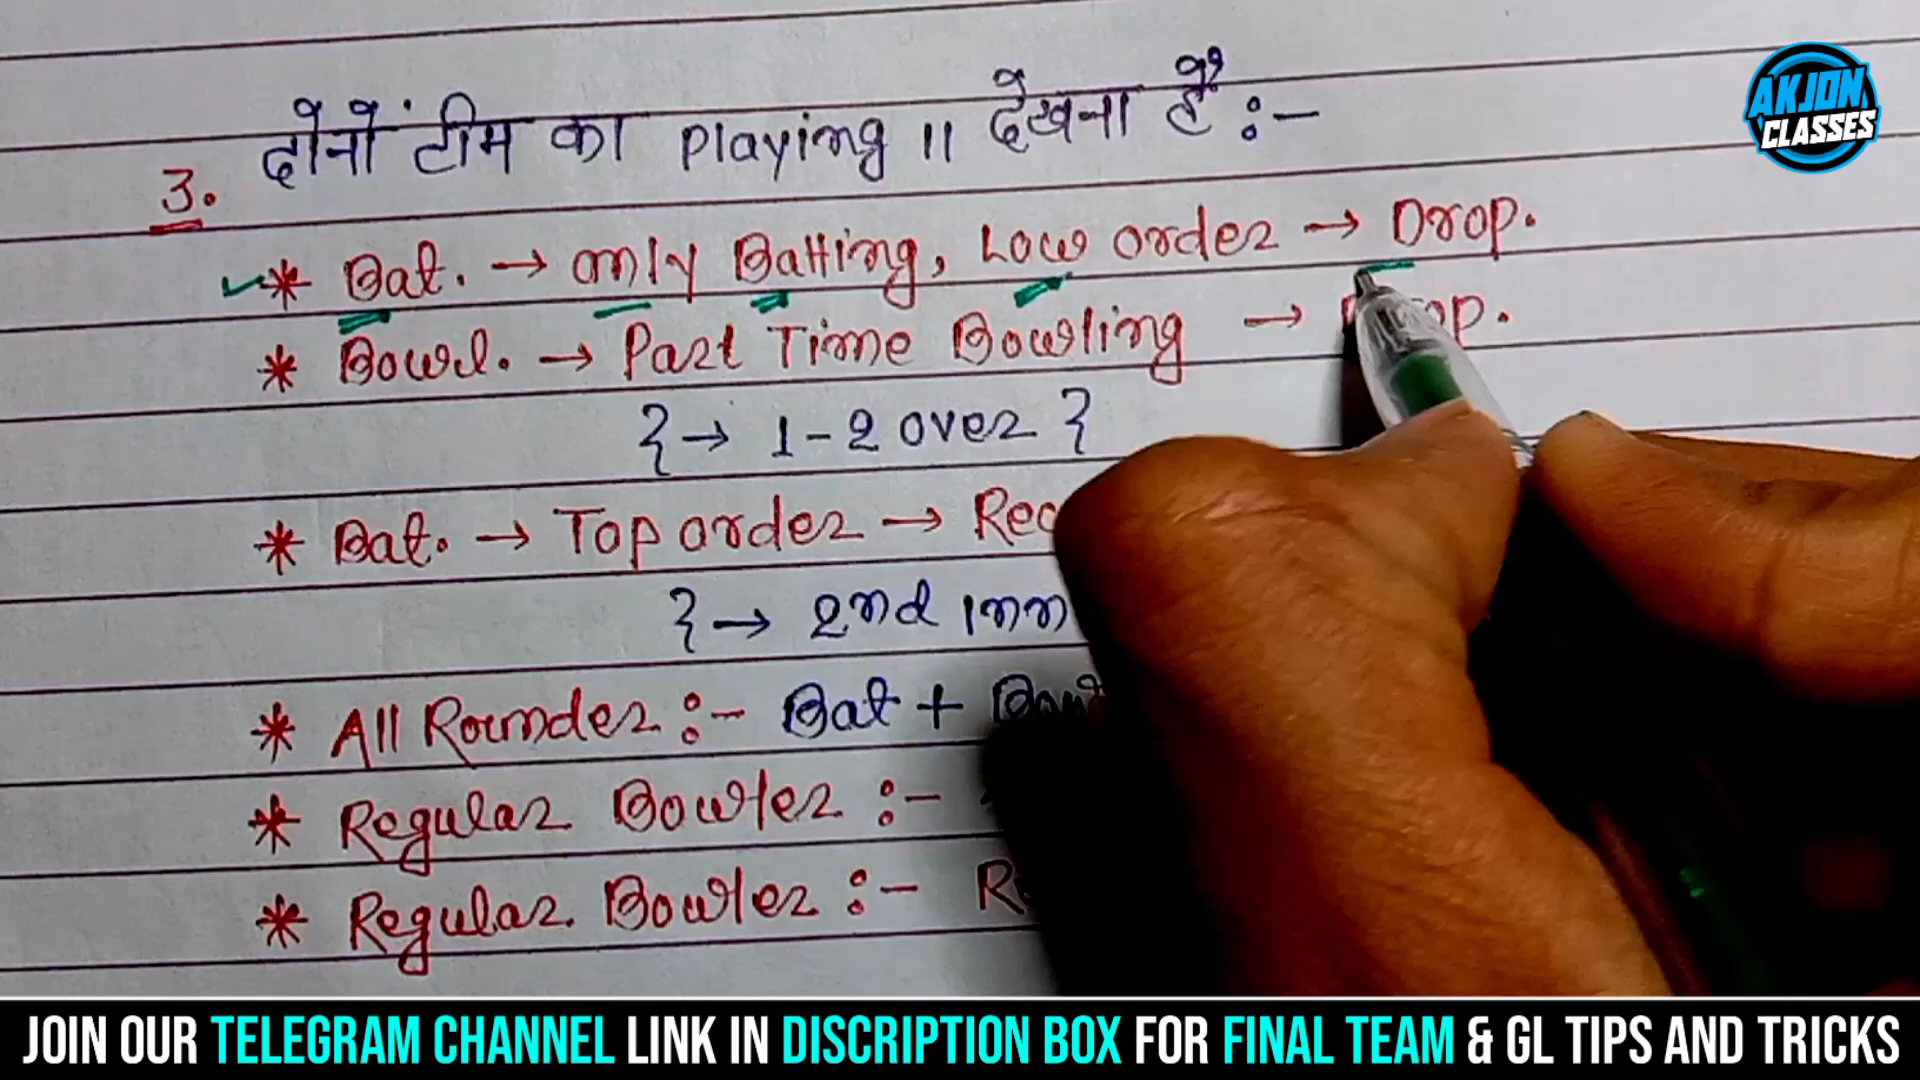 AKJON
CLASSES
दोनों टीम का Playing 11 देखना है :-
3.
* Bat. → only Batting, Low order → Drop.
* Bowl. → Part Time Bowling → Drop.
{→ 1-2 over }
* Bat. → Top order →
{→ 2nd Inn
* All Rounder :- Bat +
* Regular Bowler :-
* Regular. Bowler :-
JOIN OUR TELEGRAM CHANNEL LINK IN DISCRIPTION BOX FOR FINAL TEAM & GL TIPS AND TRICKS